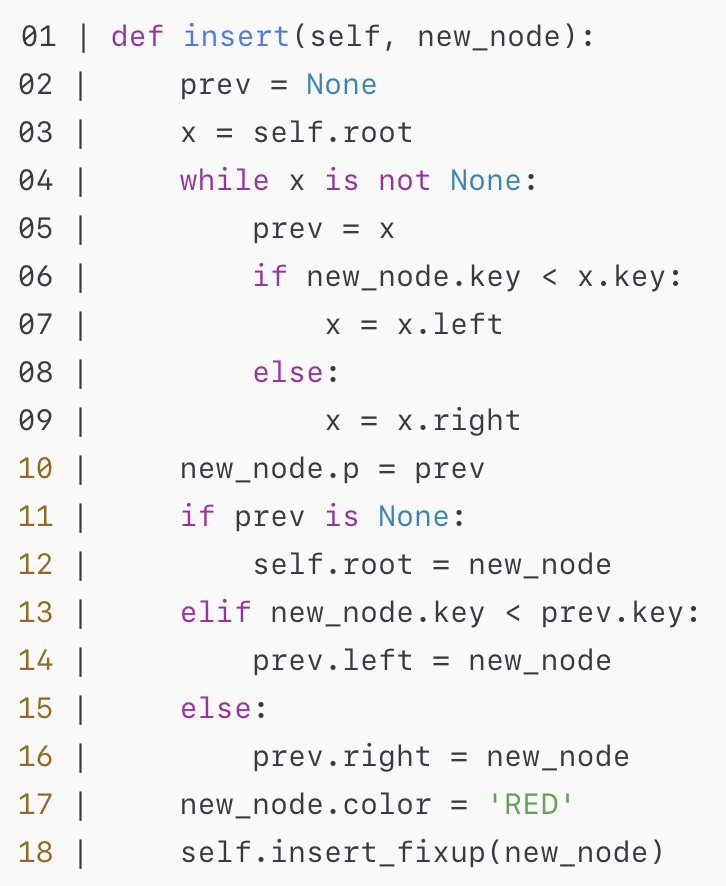 01 | def insert(self, new_node):
02 |     prev = None
03 |     x = self.root
04 |     while x is not None:
05 |         prev = x
06 |         if new_node.key < x.key:
07 |             x = x.left
08 |         else:
09 |             x = x.right
10 |     new_node.p = prev
11 |     if prev is None:
12 |         self.root = new_node
13 |     elif new_node.key < prev.key:
14 |         prev.left = new_node
15 |     else:
16 |         prev.right = new_node
17 |     new_node.color = 'RED'
18 |     self.insert_fixup(new_node)